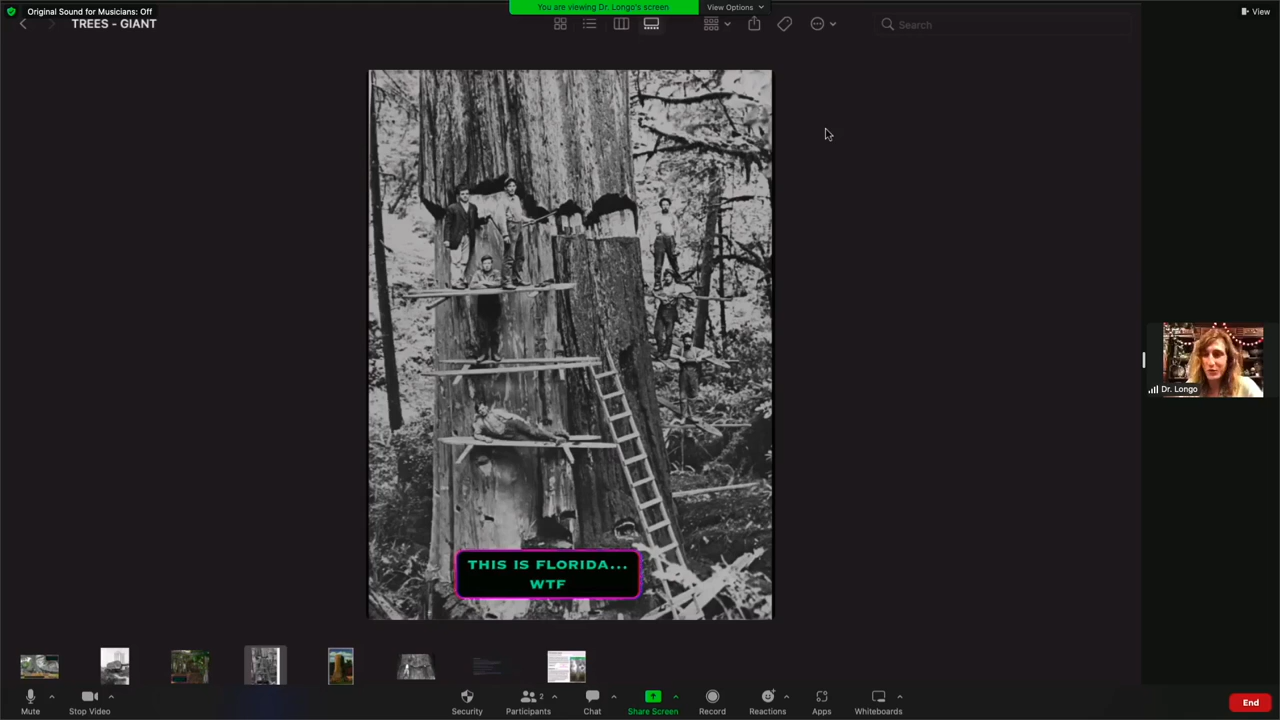 Original Sound for Musicians: Off
You are viewing Dr. Longo's screen
View Options
View
TREES - GIANT
Search
THIS IS FLORIDA...
WTF
Dr. Longo
Mute
Stop Video
Security
Participants
2
Chat
Share Screen
Record
Reactions
Apps
Whiteboards
End